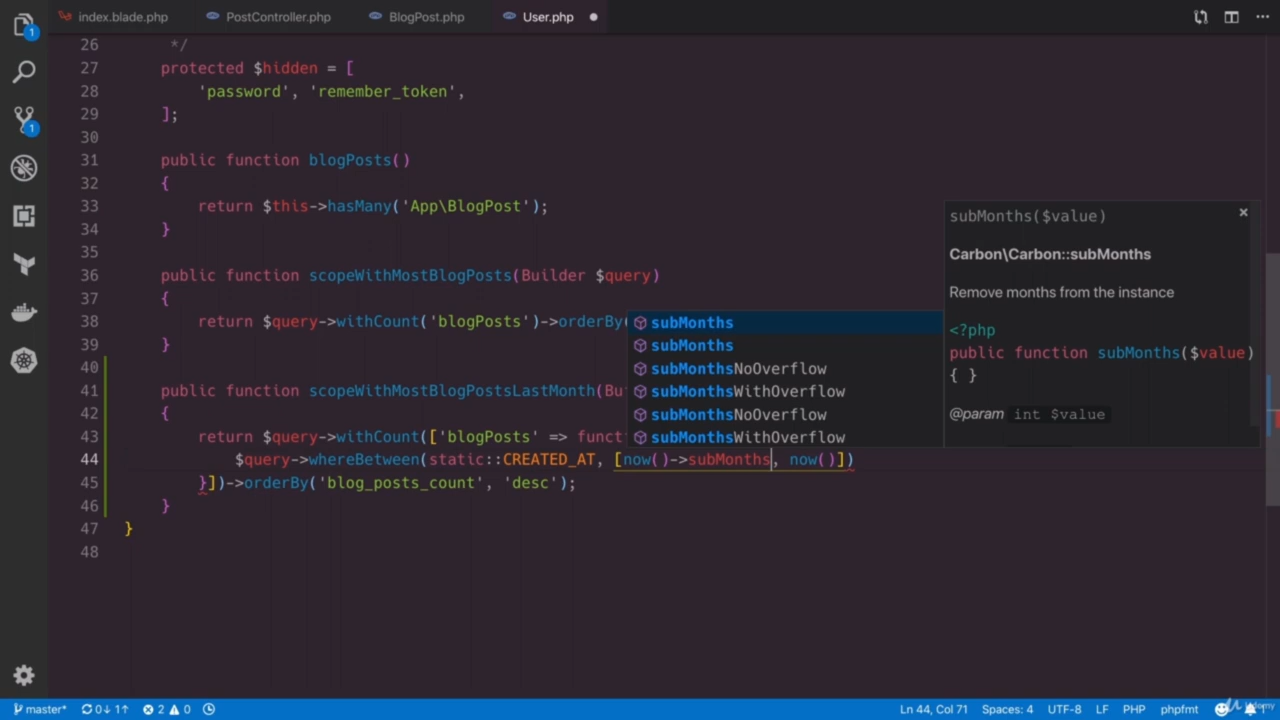 index.blade.php PostController.php BlogPost.php User.php
1
1
26 */
27 protected $hidden = [
28 'password', 'remember_token',
29 ];
30
31 public function blogPosts()
32 {
33 return $this->hasMany('App\BlogPost');
34 }
35
36 public function scopeWithMostBlogPosts(Builder $query)
37 {
38 return $query->withCount('blogPosts')->orderBy(
39 }
40
41 public function scopeWithMostBlogPostsLastMonth(Bu
42 {
43 return $query->withCount(['blogPosts' => funct
44 $query->whereBetween(static::CREATED_AT, [now()->subMonths, now()])
45 }])->orderBy('blog_posts_count', 'desc');
46 }
47 }
48
subMonths
subMonths
subMonthsNoOverflow
subMonthsWithOverflow
subMonthsNoOverflow
subMonthsWithOverflow
subMonths($value)
Carbon\Carbon::subMonths
Remove months from the instance
<?php
public function subMonths($value)
{ }
@param int $value
master* 0↓ 1↑ 2 0 Ln 44, Col 71 Spaces: 4 UTF-8 LF PHP phpfmt 1
Udemy